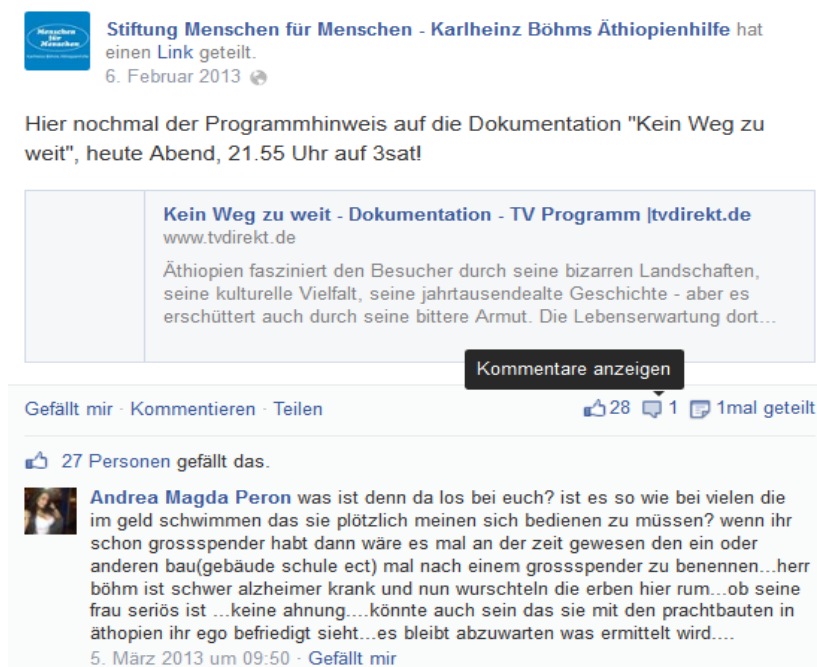 Menschen
für
Menschen
Stiftung Menschen für Menschen - Karlheinz Böhms Äthiopienhilfe hat
einen Link geteilt.
6. Februar 2013
Hier nochmal der Programmhinweis auf die Dokumentation "Kein Weg zu
weit", heute Abend, 21.55 Uhr auf 3sat!
Kein Weg zu weit - Dokumentation - TV Programm |tvdirekt.de
www.tvdirekt.de
Äthiopien fasziniert den Besucher durch seine bizarren Landschaften,
seine kulturelle Vielfalt, seine jahrtausendealte Geschichte - aber es
erschüttert auch durch seine bittere Armut. Die Lebenserwartung dort...
Kommentare anzeigen
Gefällt mir · Kommentieren · Teilen 28 1 1mal geteilt
27 Personen gefällt das.
Andrea Magda Peron was ist denn da los bei euch? ist es so wie bei vielen die
im geld schwimmen das sie plötzlich meinen sich bedienen zu müssen? wenn ihr
schon grossspender habt dann wäre es mal an der zeit gewesen den ein oder
anderen bau(gebäude schule ect) mal nach einem grossspender zu benennen...herr
böhm ist schwer alzheimer krank und nun wurschteln die erben hier rum...ob seine
frau seriös ist ...keine ahnung....könnte auch sein das sie mit den prachtbauten in
äthopien ihr ego befriedigt sieht...es bleibt abzuwarten was ermittelt wird....
5. März 2013 um 09:50 · Gefällt mir